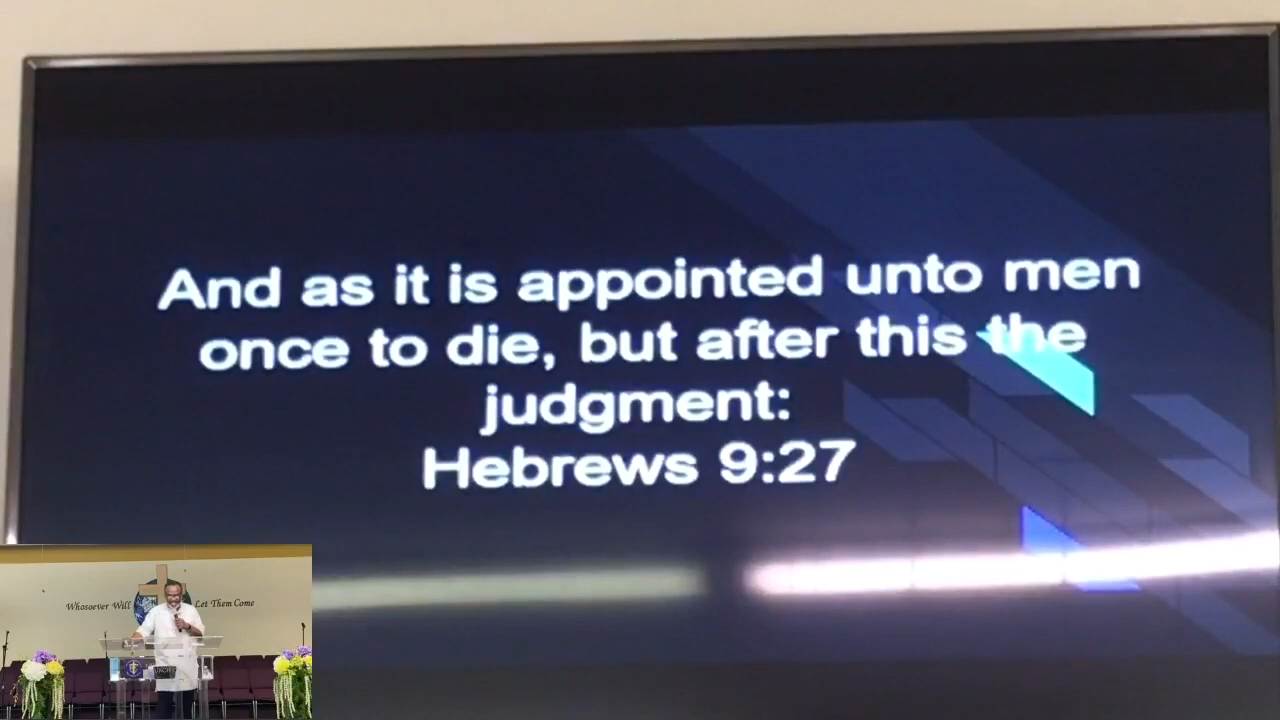 And as it is appointed unto men
once to die, but after this the
judgment:
Hebrews 9:27
Whosoever Will
Let Them Come